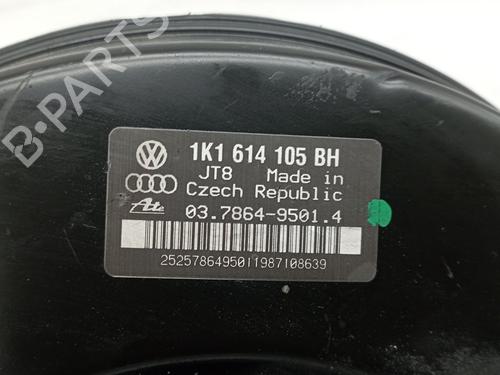 1K1 614 105 BH
JT8 Made in
Czech Republic
Ate
03.7864-9501.4
2525786495011987108639
B-PARTS